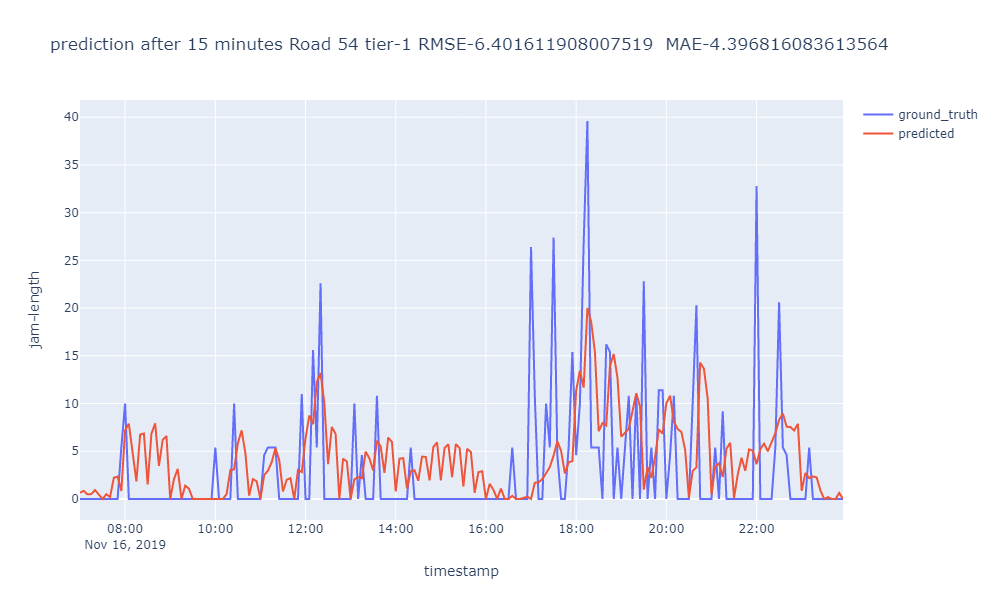 prediction after 15 minutes Road 54 tier-1 RMSE-6.401611908007519  MAE-4.396816083613564
ground_truth
predicted
jam-length
40
35
30
25
20
15
10
5
0
08:00 10:00 12:00 14:00 16:00 18:00 20:00 22:00
Nov 16, 2019
timestamp